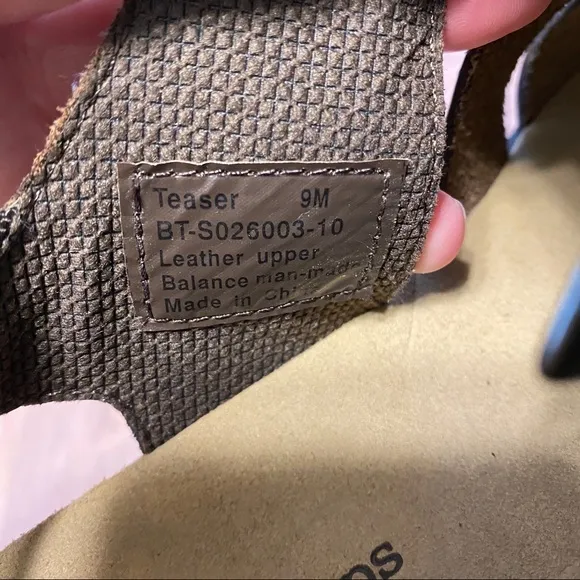 Teaser 9M
BT-S026003-10
Leather upper
Balance man-made
Made in China